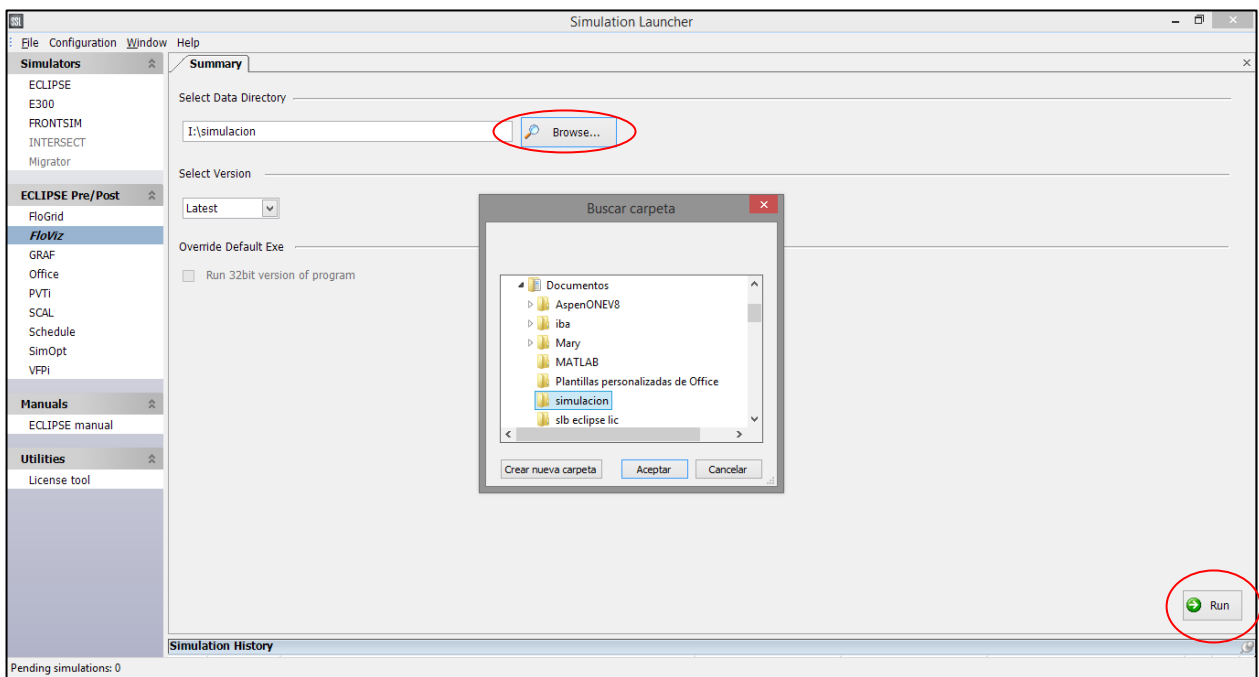 SSL
Simulation Launcher
File Configuration Window Help
Simulators
ECLIPSE
E300
FRONTSIM
INTERSECT
Migrator
ECLIPSE Pre/Post
FloGrid
FloViz
GRAF
Office
PVTi
SCAL
Schedule
SimOpt
VFPi
Manuals
ECLIPSE manual
Utilities
License tool
Summary
Select Data Directory
I:\simulacion
Browse...
Select Version
Latest
Override Default Exe
Run 32bit version of program
Buscar carpeta
Documentos
AspenONEV8
iba
Mary
MATLAB
Plantillas personalizadas de Office
simulacion
slb eclipse lic
Crear nueva carpeta Aceptar Cancelar
Run
Simulation History
Pending simulations: 0